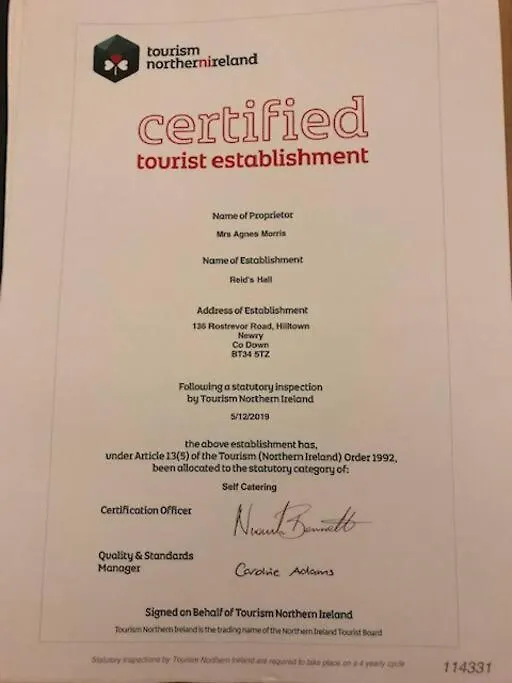 tourism
northernireland
certified
tourist establishment
Name of Proprietor
Mrs Agnes Morris
Name of Establishment
Reid's Hall
Address of Establishment
136 Rostrevor Road, Hilltown
Newry
Co Down
BT34 5TZ
Following a statutory inspection
by Tourism Northern Ireland
5/12/2019
the above establishment has,
under Article 13(5) of the Tourism (Northern Ireland) Order 1992,
been allocated to the statutory category of:
Self Catering
Certification Officer
Bennett
Quality & Standards
Manager
Caroline Adams
Signed on Behalf of Tourism Northern Ireland
Tourism Northern Ireland is the trading name of the Northern Ireland Tourist Board
Statutory inspections by Tourism Northern Ireland are required to take place on a 4 yearly cycle
114331